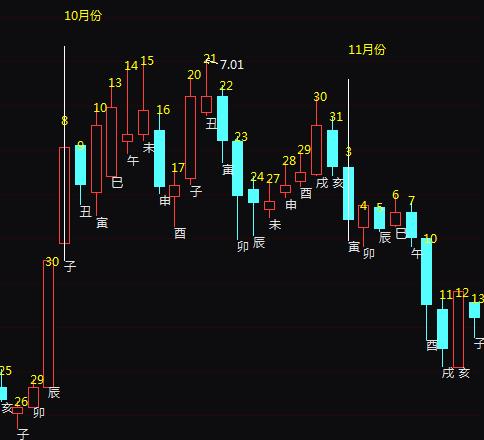 10月份
11月份
21
7.01
15
14
20
13
22
30
10
16
31
8
9
23
29
28
3
17
24
27
6
7
4
5
10
30
11
12
13
25
29
26
丑
午
未
巳
寅
申
子
酉
寅
戌
亥
酉
申
丑
卯
辰
未
寅
卯
辰
巳
午
子
酉
戌
亥
子
辰
卯
亥
子